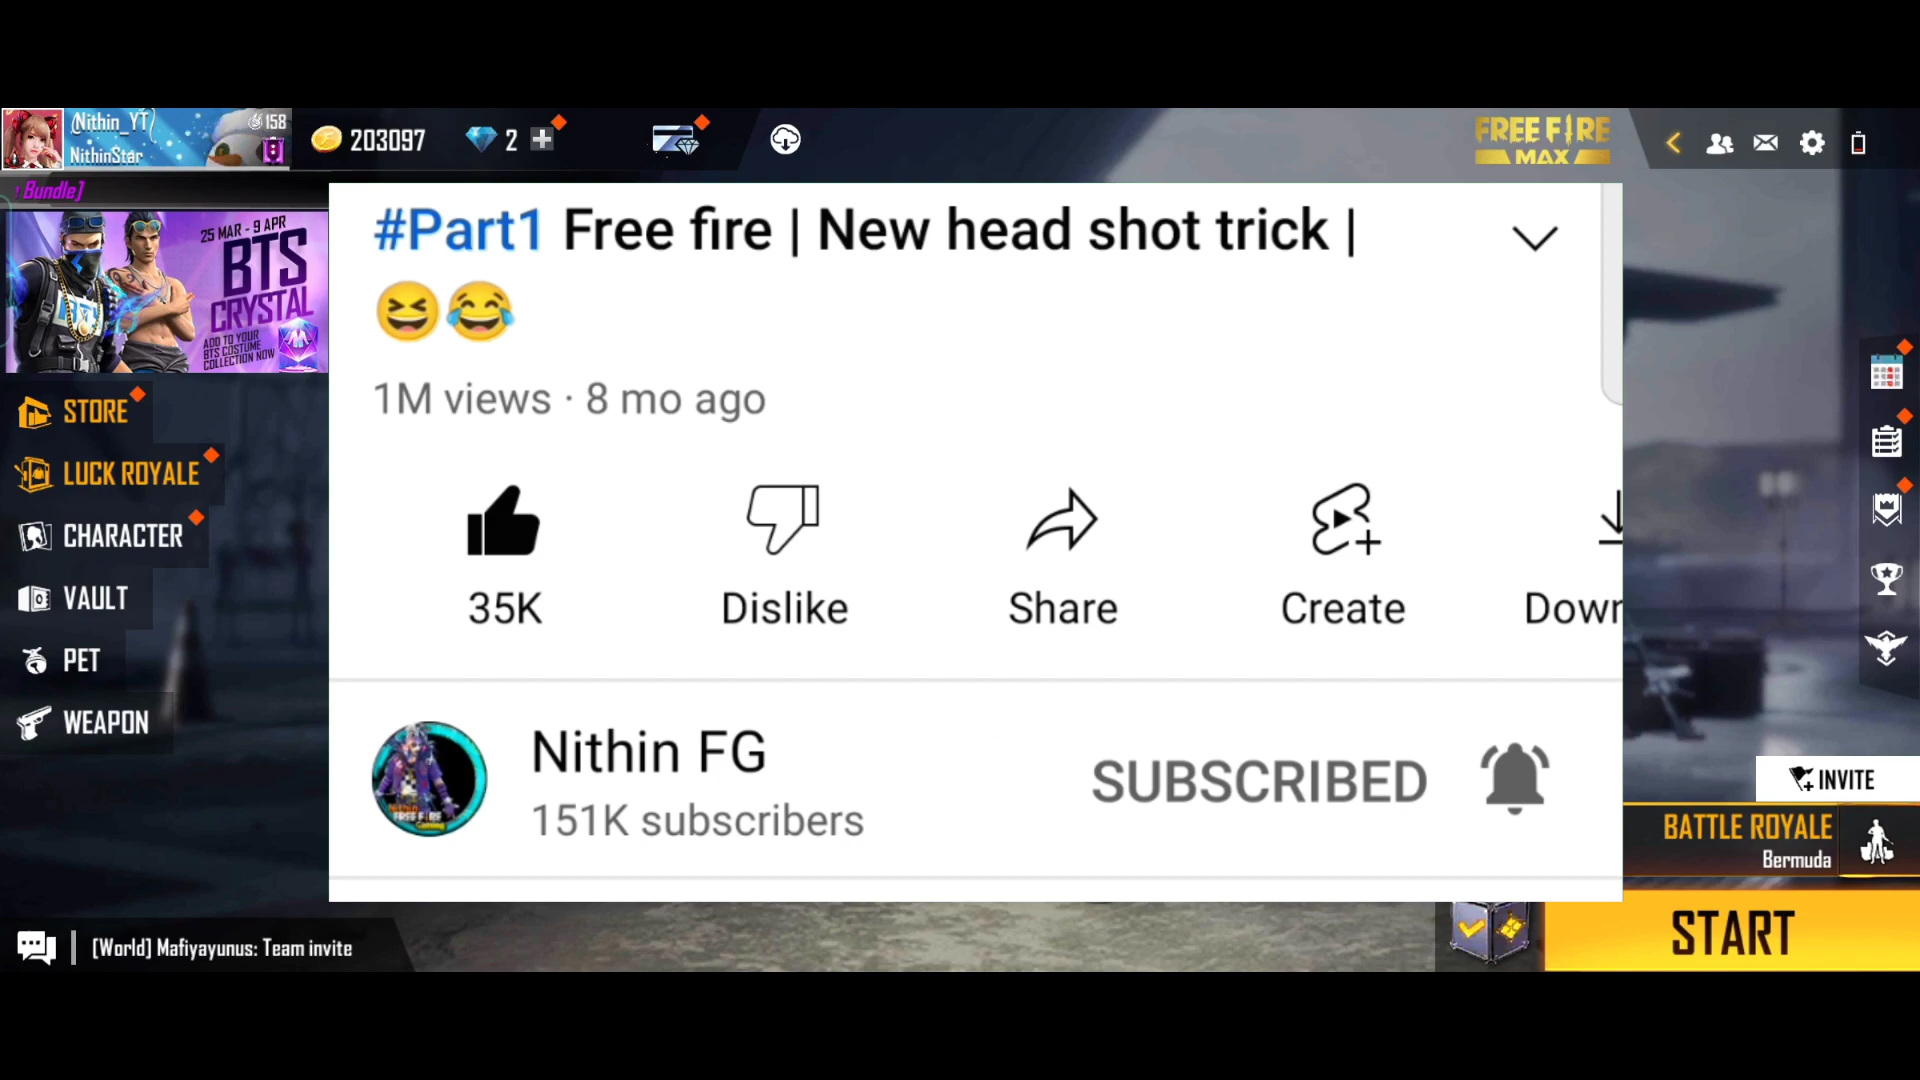 Nithin_YT
NithinStar
158
203097
2
FREE FIRE
MAX
Bundle]
25 MAR - 9 APR
BTS
CRYSTAL
ADD TO YOUR
BTS COSTUME
COLLECTION NOW
STORE
LUCK ROYALE
CHARACTER
VAULT
PET
WEAPON
#Part1 Free fire | New head shot trick |
😆😂
1M views · 8 mo ago
35K
Dislike
Share
Create
Down
Nithin FG
151K subscribers
SUBSCRIBED
INVITE
BATTLE ROYALE
Bermuda
START
[World] Mafiyayunus: Team invite